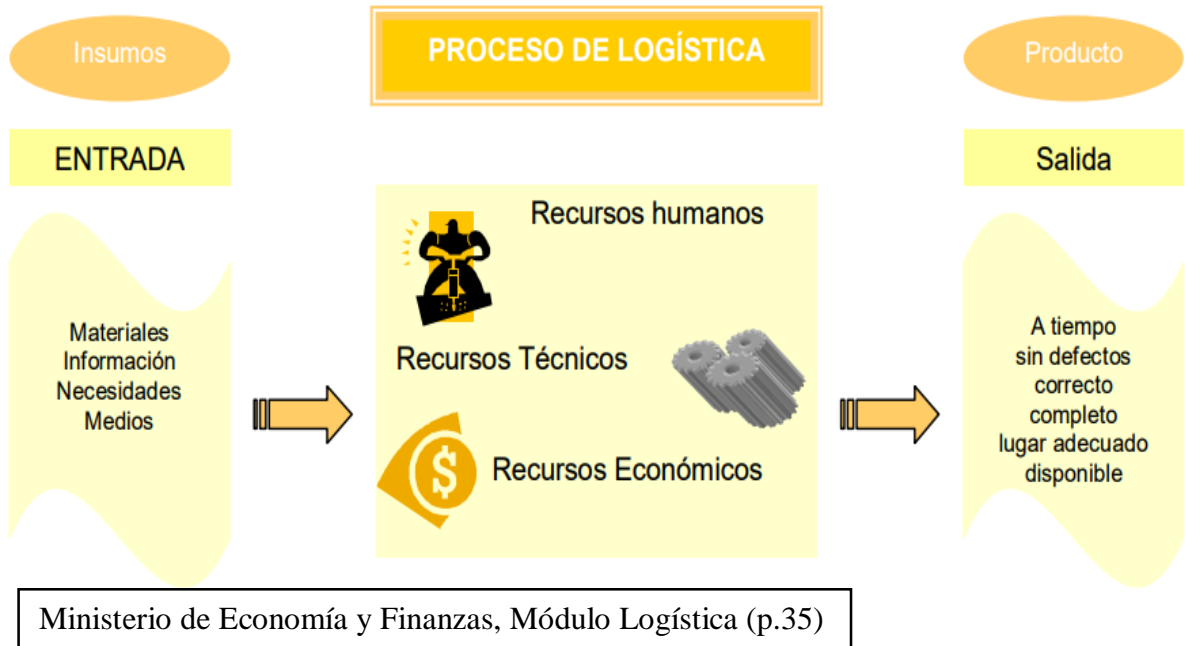 Insumos
PROCESO DE LOGÍSTICA
Producto
ENTRADA
Salida
Materiales
Información
Necesidades
Medios
Recursos humanos
Recursos Técnicos
$
Recursos Económicos
A tiempo
sin defectos
correcto
completo
lugar adecuado
disponible
Ministerio de Economía y Finanzas, Módulo Logística (p.35)